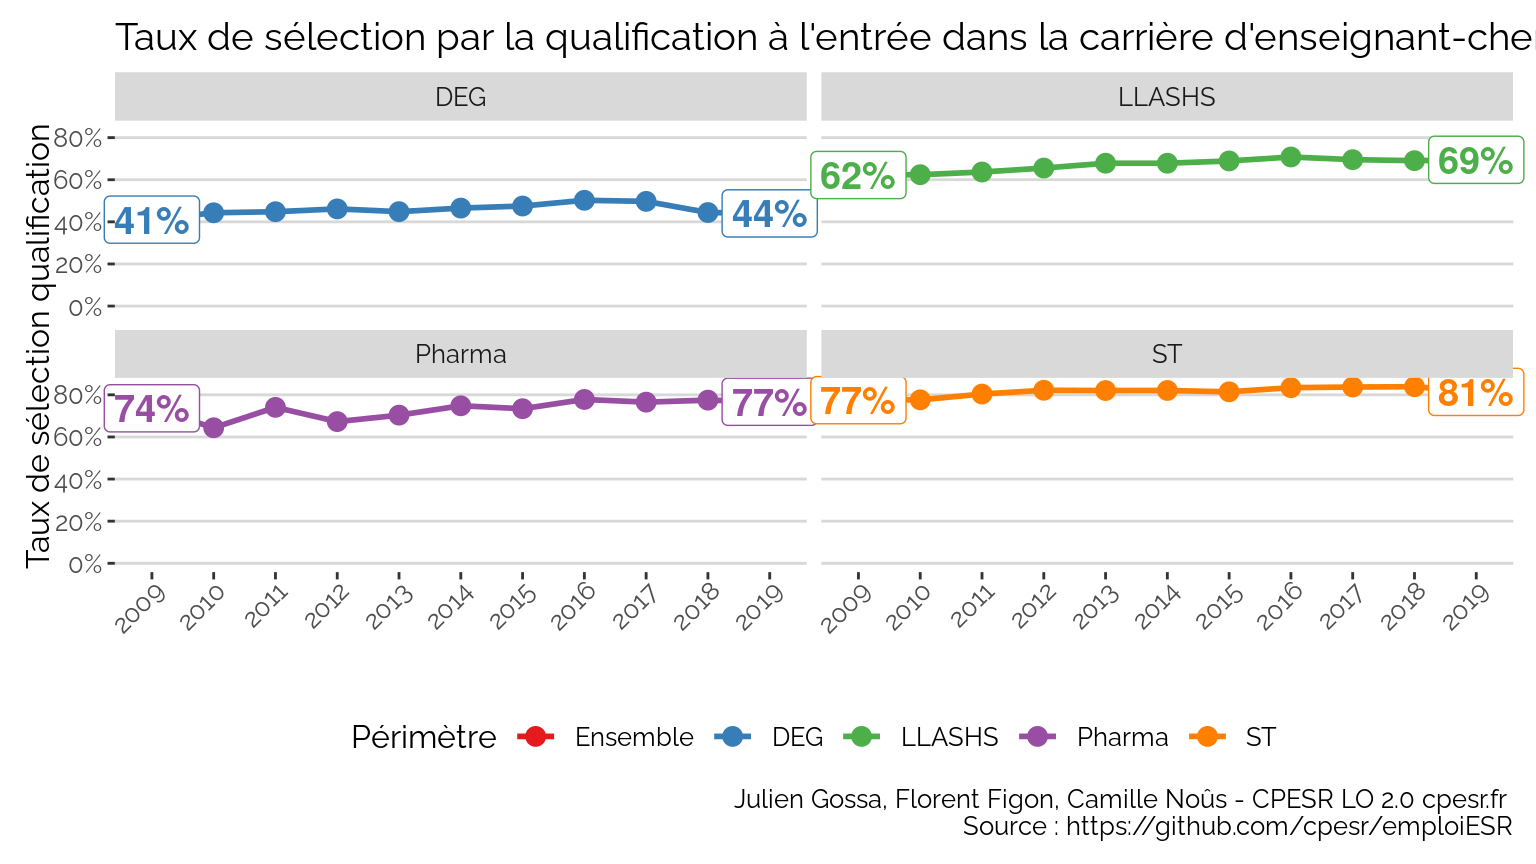 Taux de sélection par la qualification à l'entrée dans la carrière d'enseignant-che
DEG
LLASHS
Taux de sélection qualification
80%
60%
40%
20%
0%
41%
44%
62%
69%
Pharma
ST
80%
60%
40%
20%
0%
74%
77%
77%
81%
2009 2010 2011 2012 2013 2014 2015 2016 2017 2018 2019
2009 2010 2011 2012 2013 2014 2015 2016 2017 2018 2019
Périmètre Ensemble DEG LLASHS Pharma ST
Julien Gossa, Florent Figon, Camille Noûs - CPESR LO 2.0 cpesr.fr
Source : https://github.com/cpesr/emploiESR